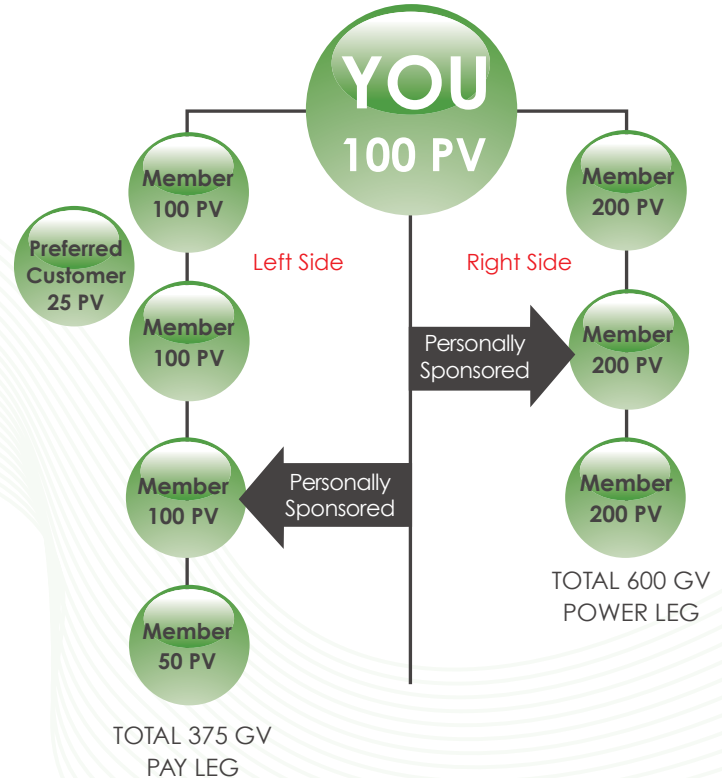 YOU
100 PV
Member
100 PV
Member
200 PV
Preferred
Customer
25 PV
Left Side
Right Side
Member
100 PV
Personally
Sponsored
Member
200 PV
Member
100 PV
Personally
Sponsored
Member
200 PV
TOTAL 600 GV
POWER LEG
Member
50 PV
TOTAL 375 GV
PAY LEG